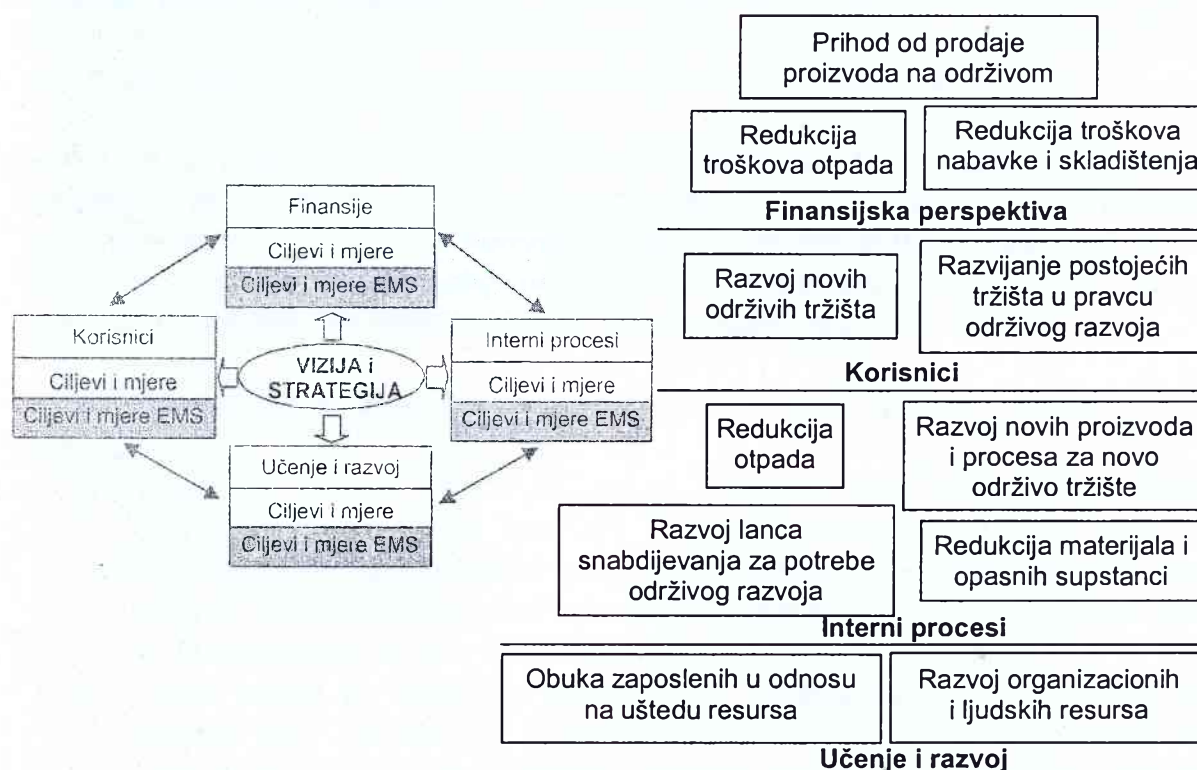 Finansije
Ciljevi i mjere
Ciljevi i mjere EMS
Korisnici
Ciljevi i mjere
Ciljevi i mjere EMS
VIZIJA i
STRATEGIJA
Interni procesi
Ciljevi i mjere
Ciljevi i mjere EMS
Učenje i razvoj
Ciljevi i mjere
Ciljevi i mjere EMS
Prihod od prodaje
proizvoda na održivom
Redukcija
troškova otpada
Redukcija troškova
nabavke i skladištenja
Finansijska perspektiva
Razvoj novih
održivih tržišta
Razvijanje postojećih
tržišta u pravcu
održivog razvoja
Korisnici
Redukcija
otpada
Razvoj novih proizvoda
i procesa za novo
održivo tržište
Razvoj lanca
snabdijevanja za potrebe
održivog razvoja
Redukcija materijala i
opasnih supstanci
Interni procesi
Obuka zaposlenih u odnosu
na uštedu resursa
Razvoj organizacionih
i ljudskih resursa
Učenje i razvoj